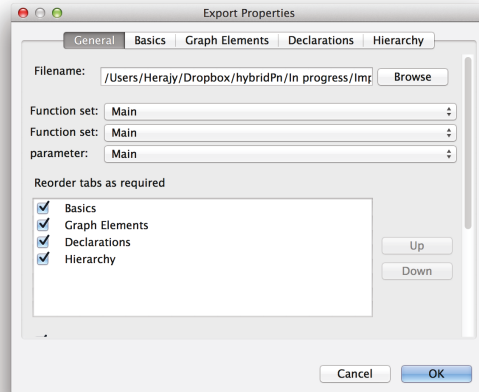 Export Properties
General Basics Graph Elements Declarations Hierarchy
Filename: /Users/Herajy/Dropbox/hybridPn/In progress/Imp Browse
Function set: Main
Function set: Main
parameter: Main
Reorder tabs as required
Basics
Graph Elements
Declarations
Hierarchy
Up
Down
Cancel OK